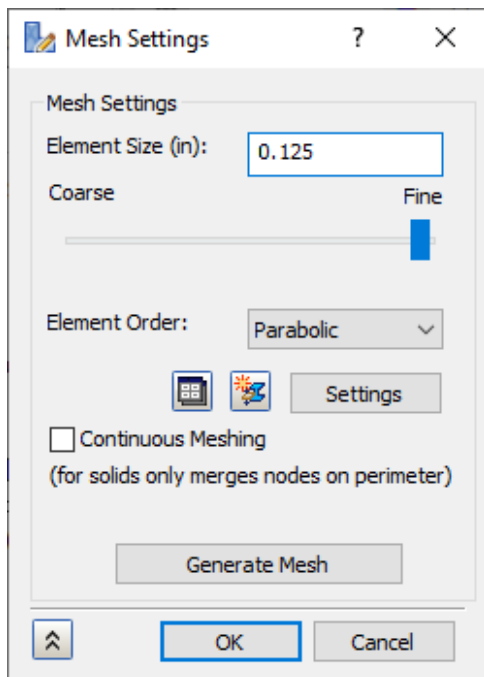 Mesh Settings ?
Mesh Settings
Element Size (in): 0.125
Coarse Fine
Element Order: Parabolic
Settings
Continuous Meshing
(for solids only merges nodes on perimeter)
Generate Mesh
OK Cancel